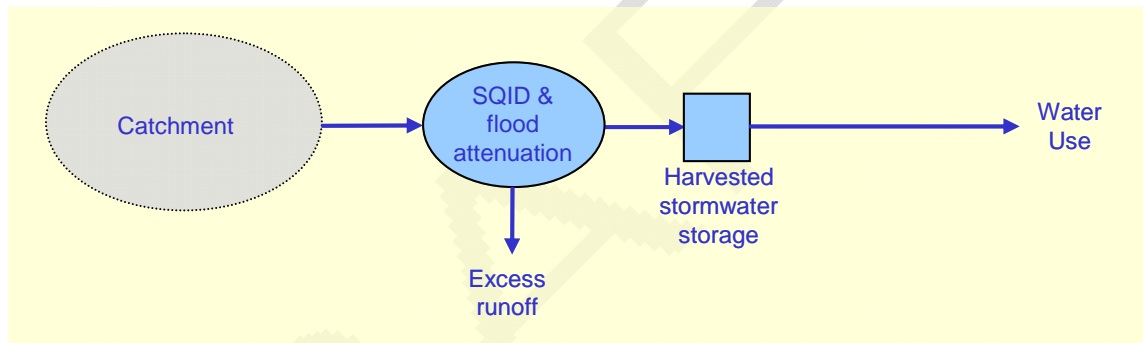 Catchment
SQID &
flood
attenuation
Excess
runoff
Harvested
stormwater
storage
Water
Use